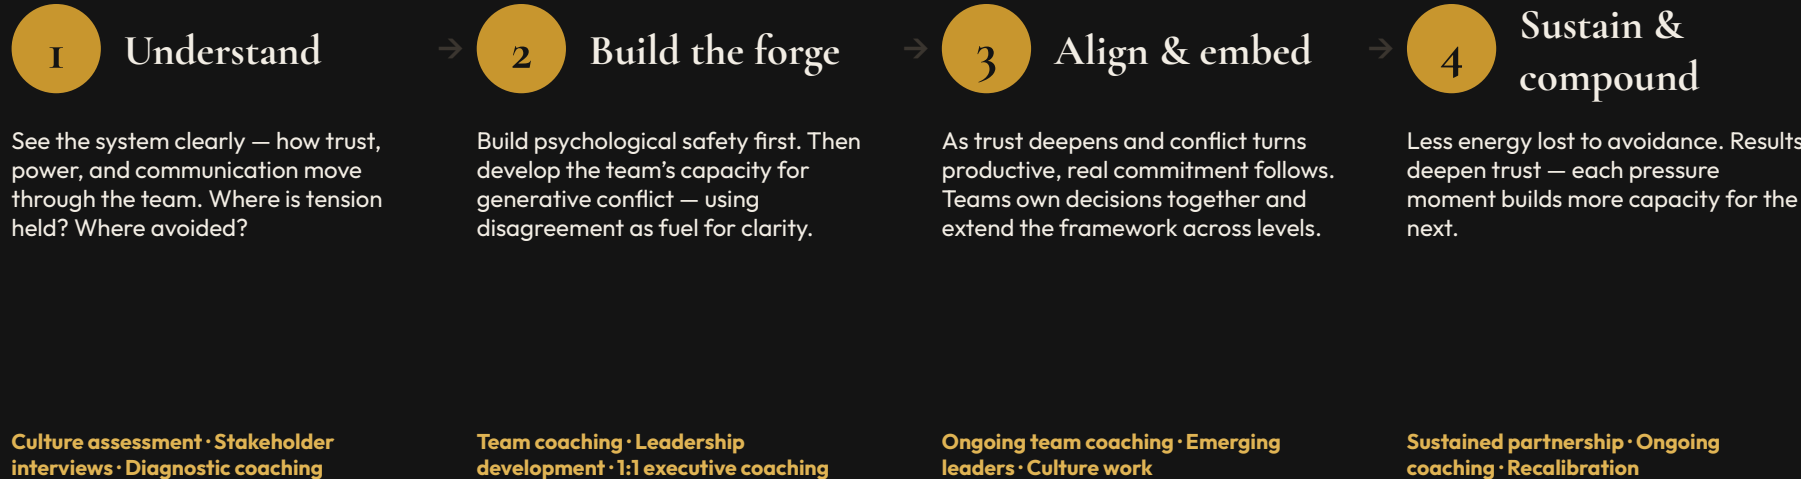 1 Understand
See the system clearly — how trust,
power, and communication move
through the team. Where is tension
held? Where avoided?
Culture assessment · Stakeholder
interviews · Diagnostic coaching
→
2 Build the forge
Build psychological safety first. Then
develop the team’s capacity for
generative conflict — using
disagreement as fuel for clarity.
Team coaching · Leadership
development · 1:1 executive coaching
→
3 Align & embed
As trust deepens and conflict turns
productive, real commitment follows.
Teams own decisions together and
extend the framework across levels.
Ongoing team coaching · Emerging
leaders · Culture work
→
4 Sustain &
compound
Less energy lost to avoidance. Results
deepen trust — each pressure
moment builds more capacity for the
next.
Sustained partnership · Ongoing
coaching · Recalibration